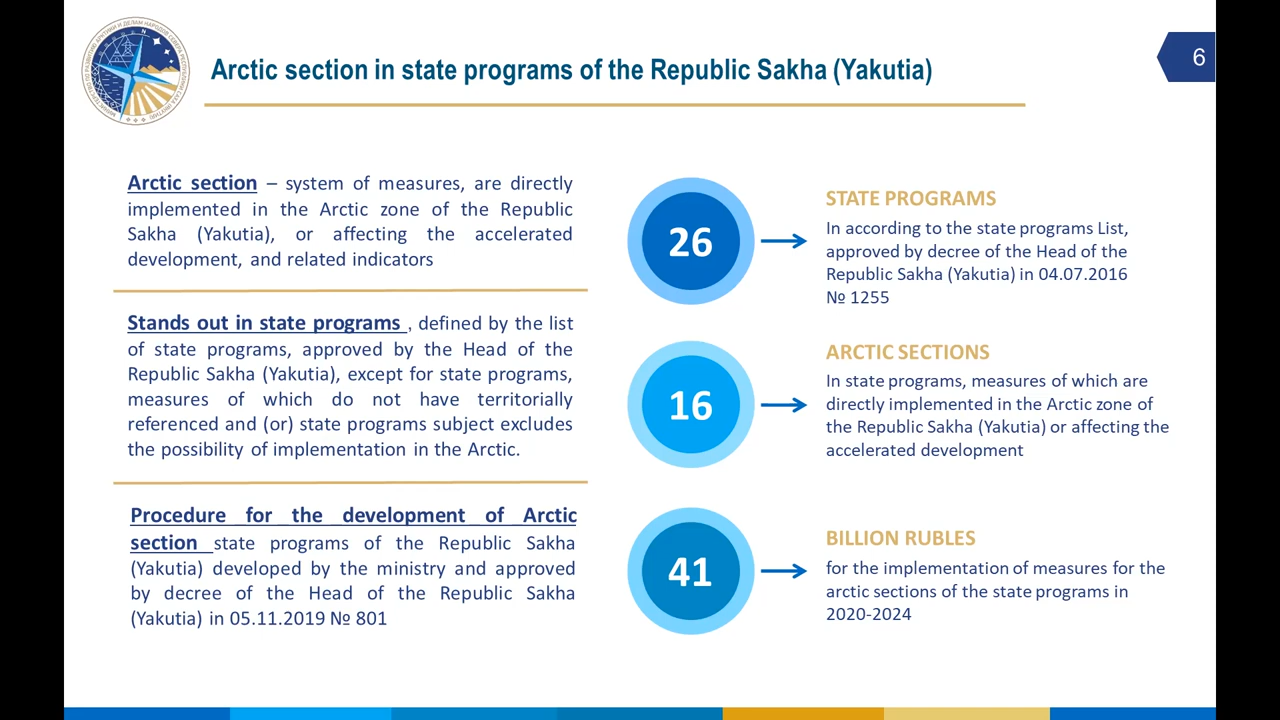 Arctic section in state programs of the Republic Sakha (Yakutia)
6
Arctic section – system of measures, are directly
implemented in the Arctic zone of the Republic
Sakha (Yakutia), or affecting the accelerated
development, and related indicators
Stands out in state programs , defined by the list
of state programs, approved by the Head of the
Republic Sakha (Yakutia), except for state programs,
measures of which do not have territorially
referenced and (or) state programs subject excludes
the possibility of implementation in the Arctic.
Procedure for the development of Arctic
section state programs of the Republic Sakha
(Yakutia) developed by the ministry and approved
by decree of the Head of the Republic Sakha
(Yakutia) in 05.11.2019 № 801
26
STATE PROGRAMS
In according to the state programs List,
approved by decree of the Head of the
Republic Sakha (Yakutia) in 04.07.2016
№ 1255
16
ARCTIC SECTIONS
In state programs, measures of which are
directly implemented in the Arctic zone of
the Republic Sakha (Yakutia) or affecting the
accelerated development
41
BILLION RUBLES
for the implementation of measures for the
arctic sections of the state programs in
2020-2024